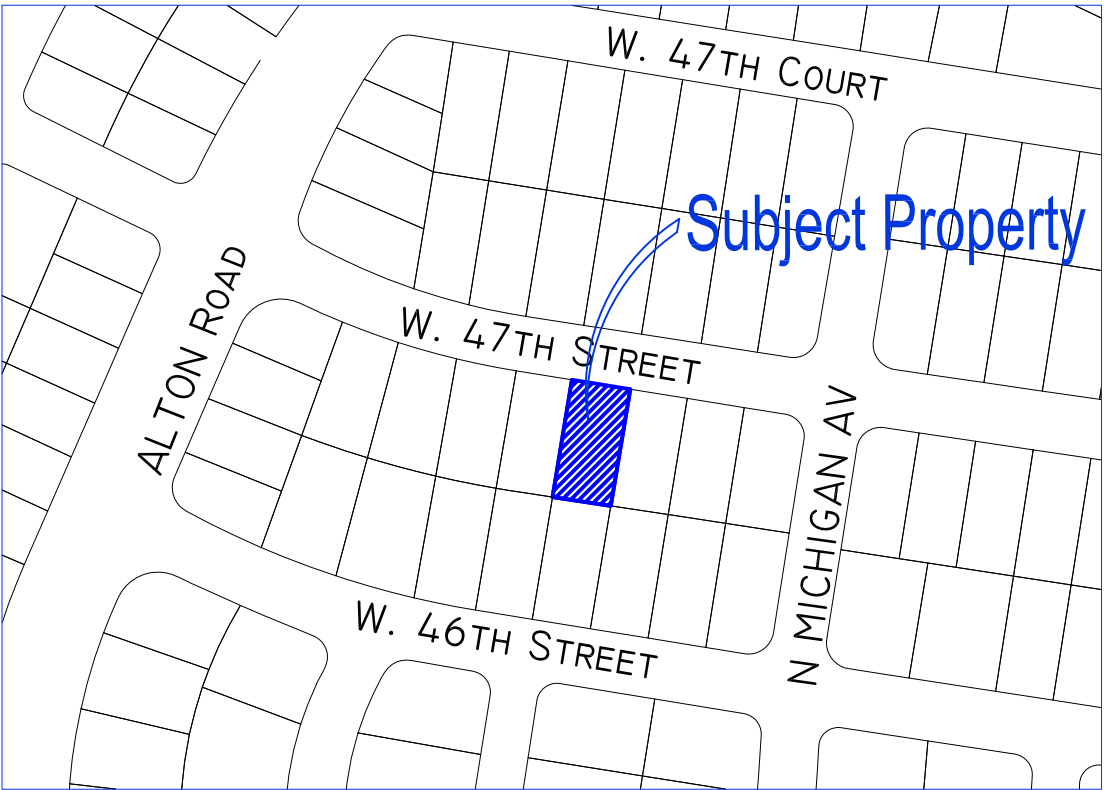 W. 47TH COURT
Subject Property
ALTON ROAD
W. 47TH STREET
N MICHIGAN AV
W. 46TH STREET